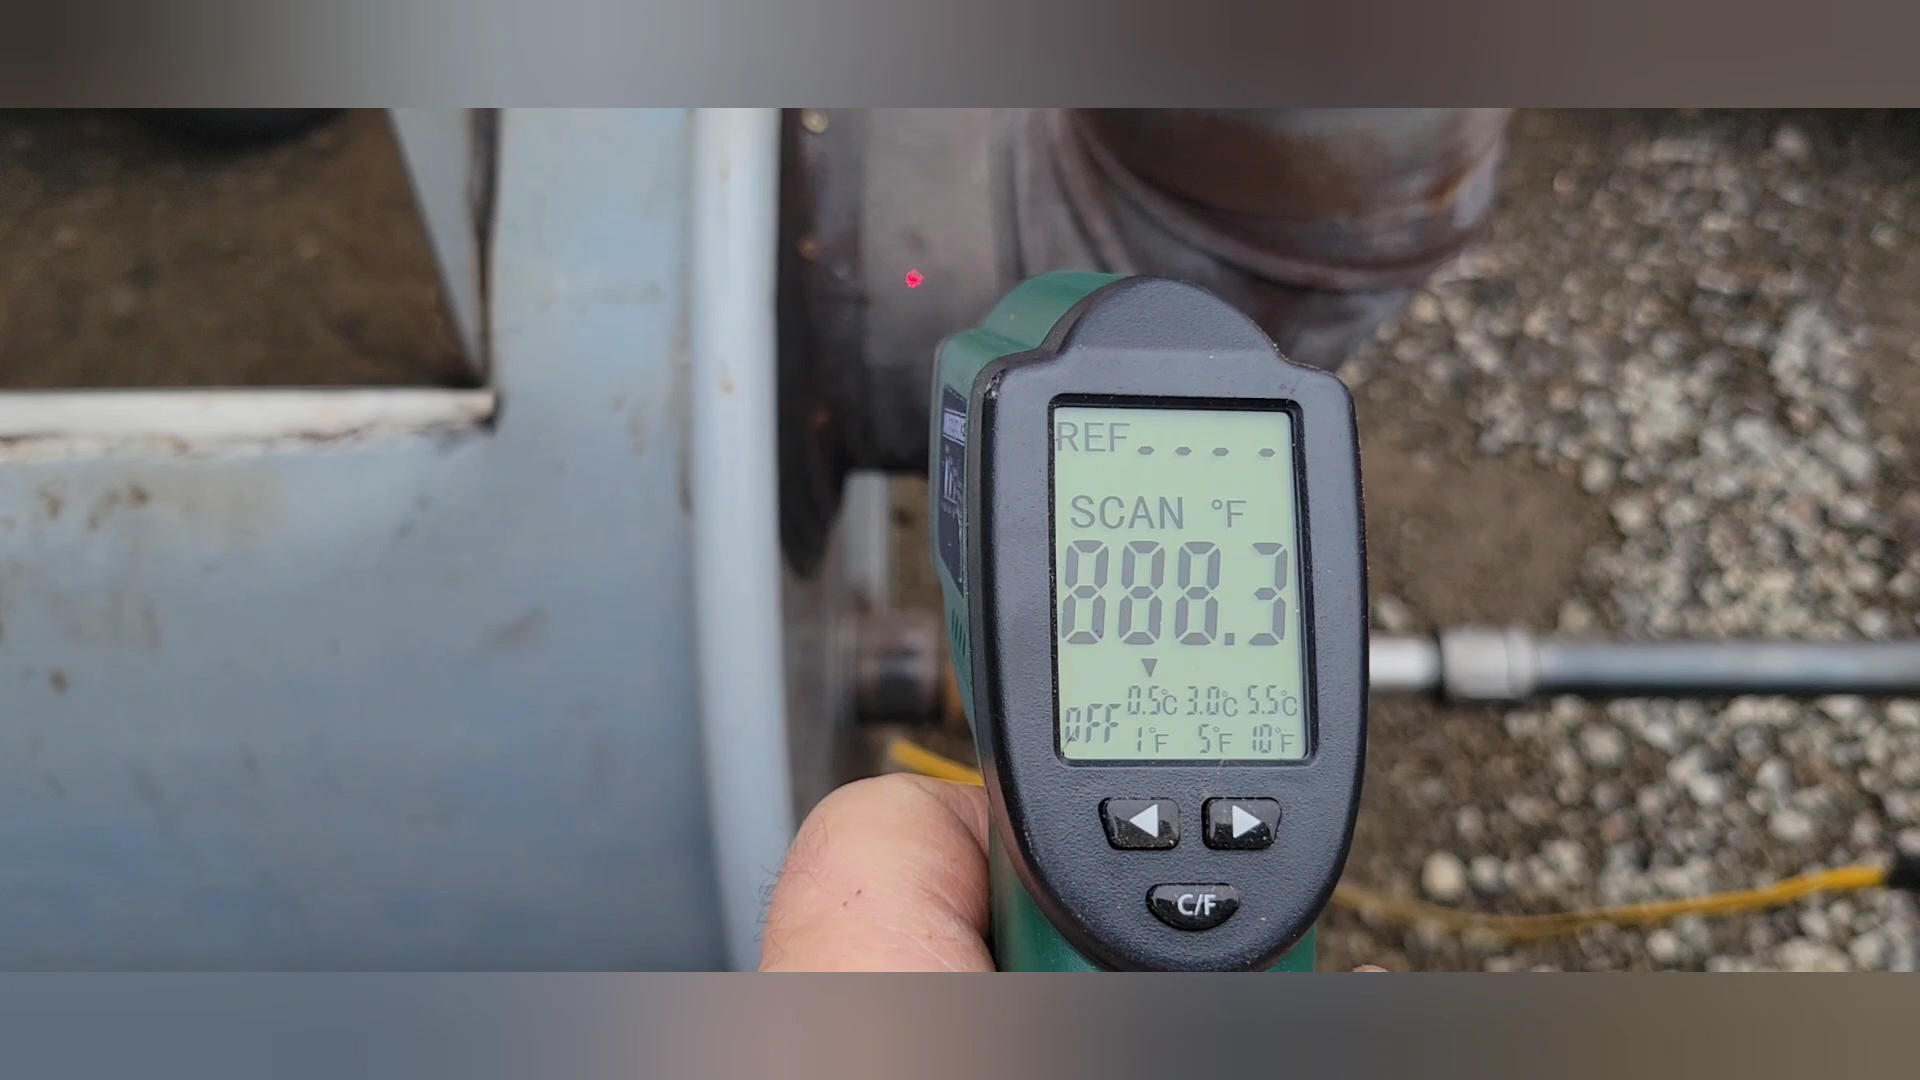 REF - - - -
SCAN °F
888.3
0.5°C 3.0°C 5.5°C
OFF 1°F 5°F 10°F
C/F